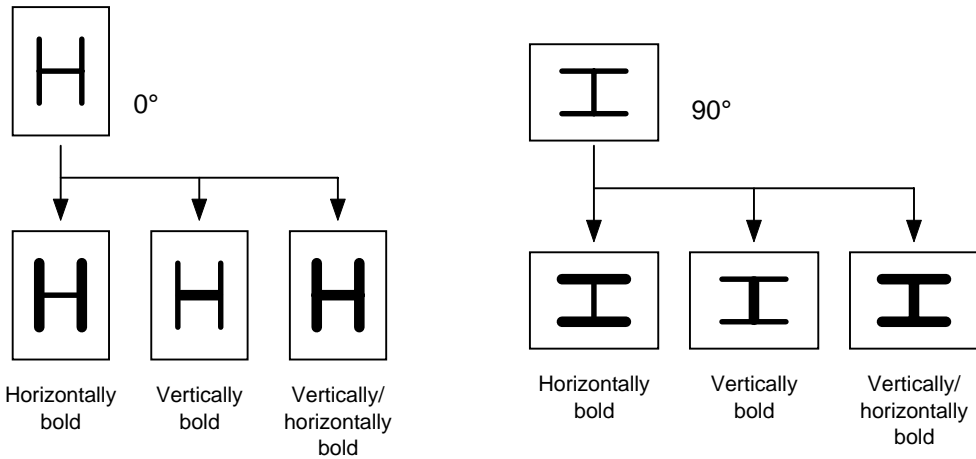 H
0°
H
H
H
Horizontally
bold
Vertically
bold
Vertically/
horizontally
bold
H
90°
H
H
H
Horizontally
bold
Vertically
bold
Vertically/
horizontally
bold